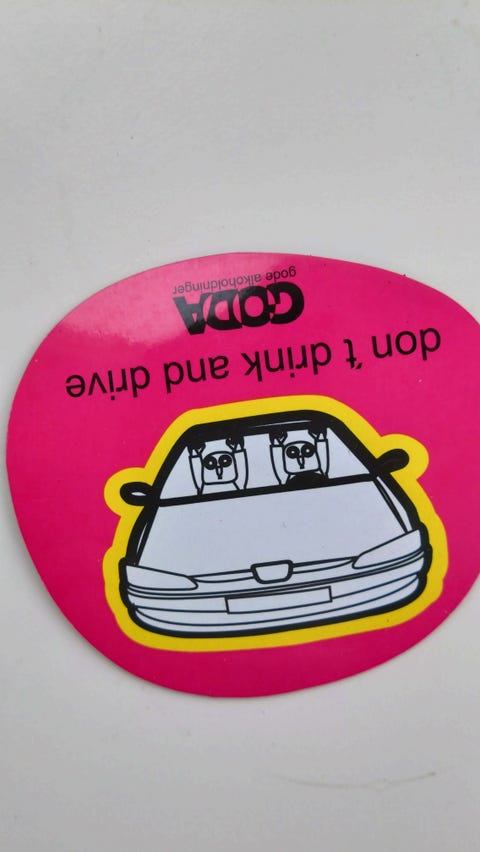 don´t drink and drive
GODA
gode alkoholdninger